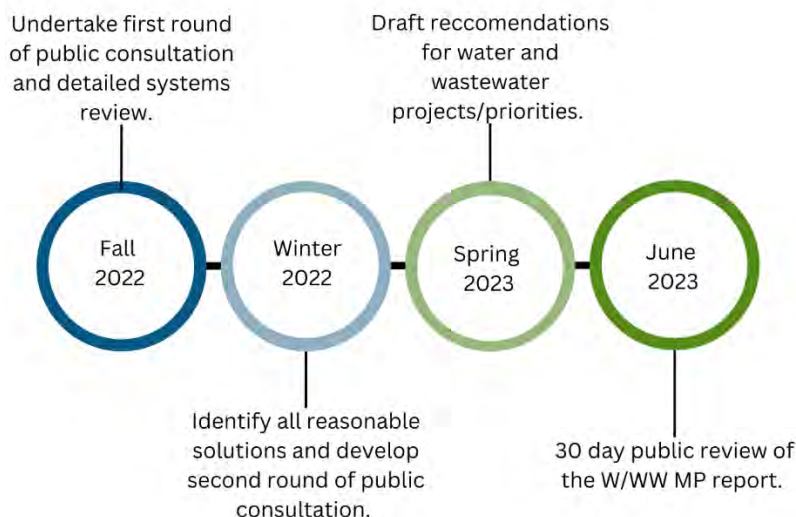 Undertake first round
of public consultation
and detailed systems
review.
Draft reccomendations
for water and
wastewater
projects/priorities.
Fall
2022
Winter
2022
Spring
2023
June
2023
Identify all reasonable
solutions and develop
second round of public
consultation.
30 day public review of
the W/WW MP report.